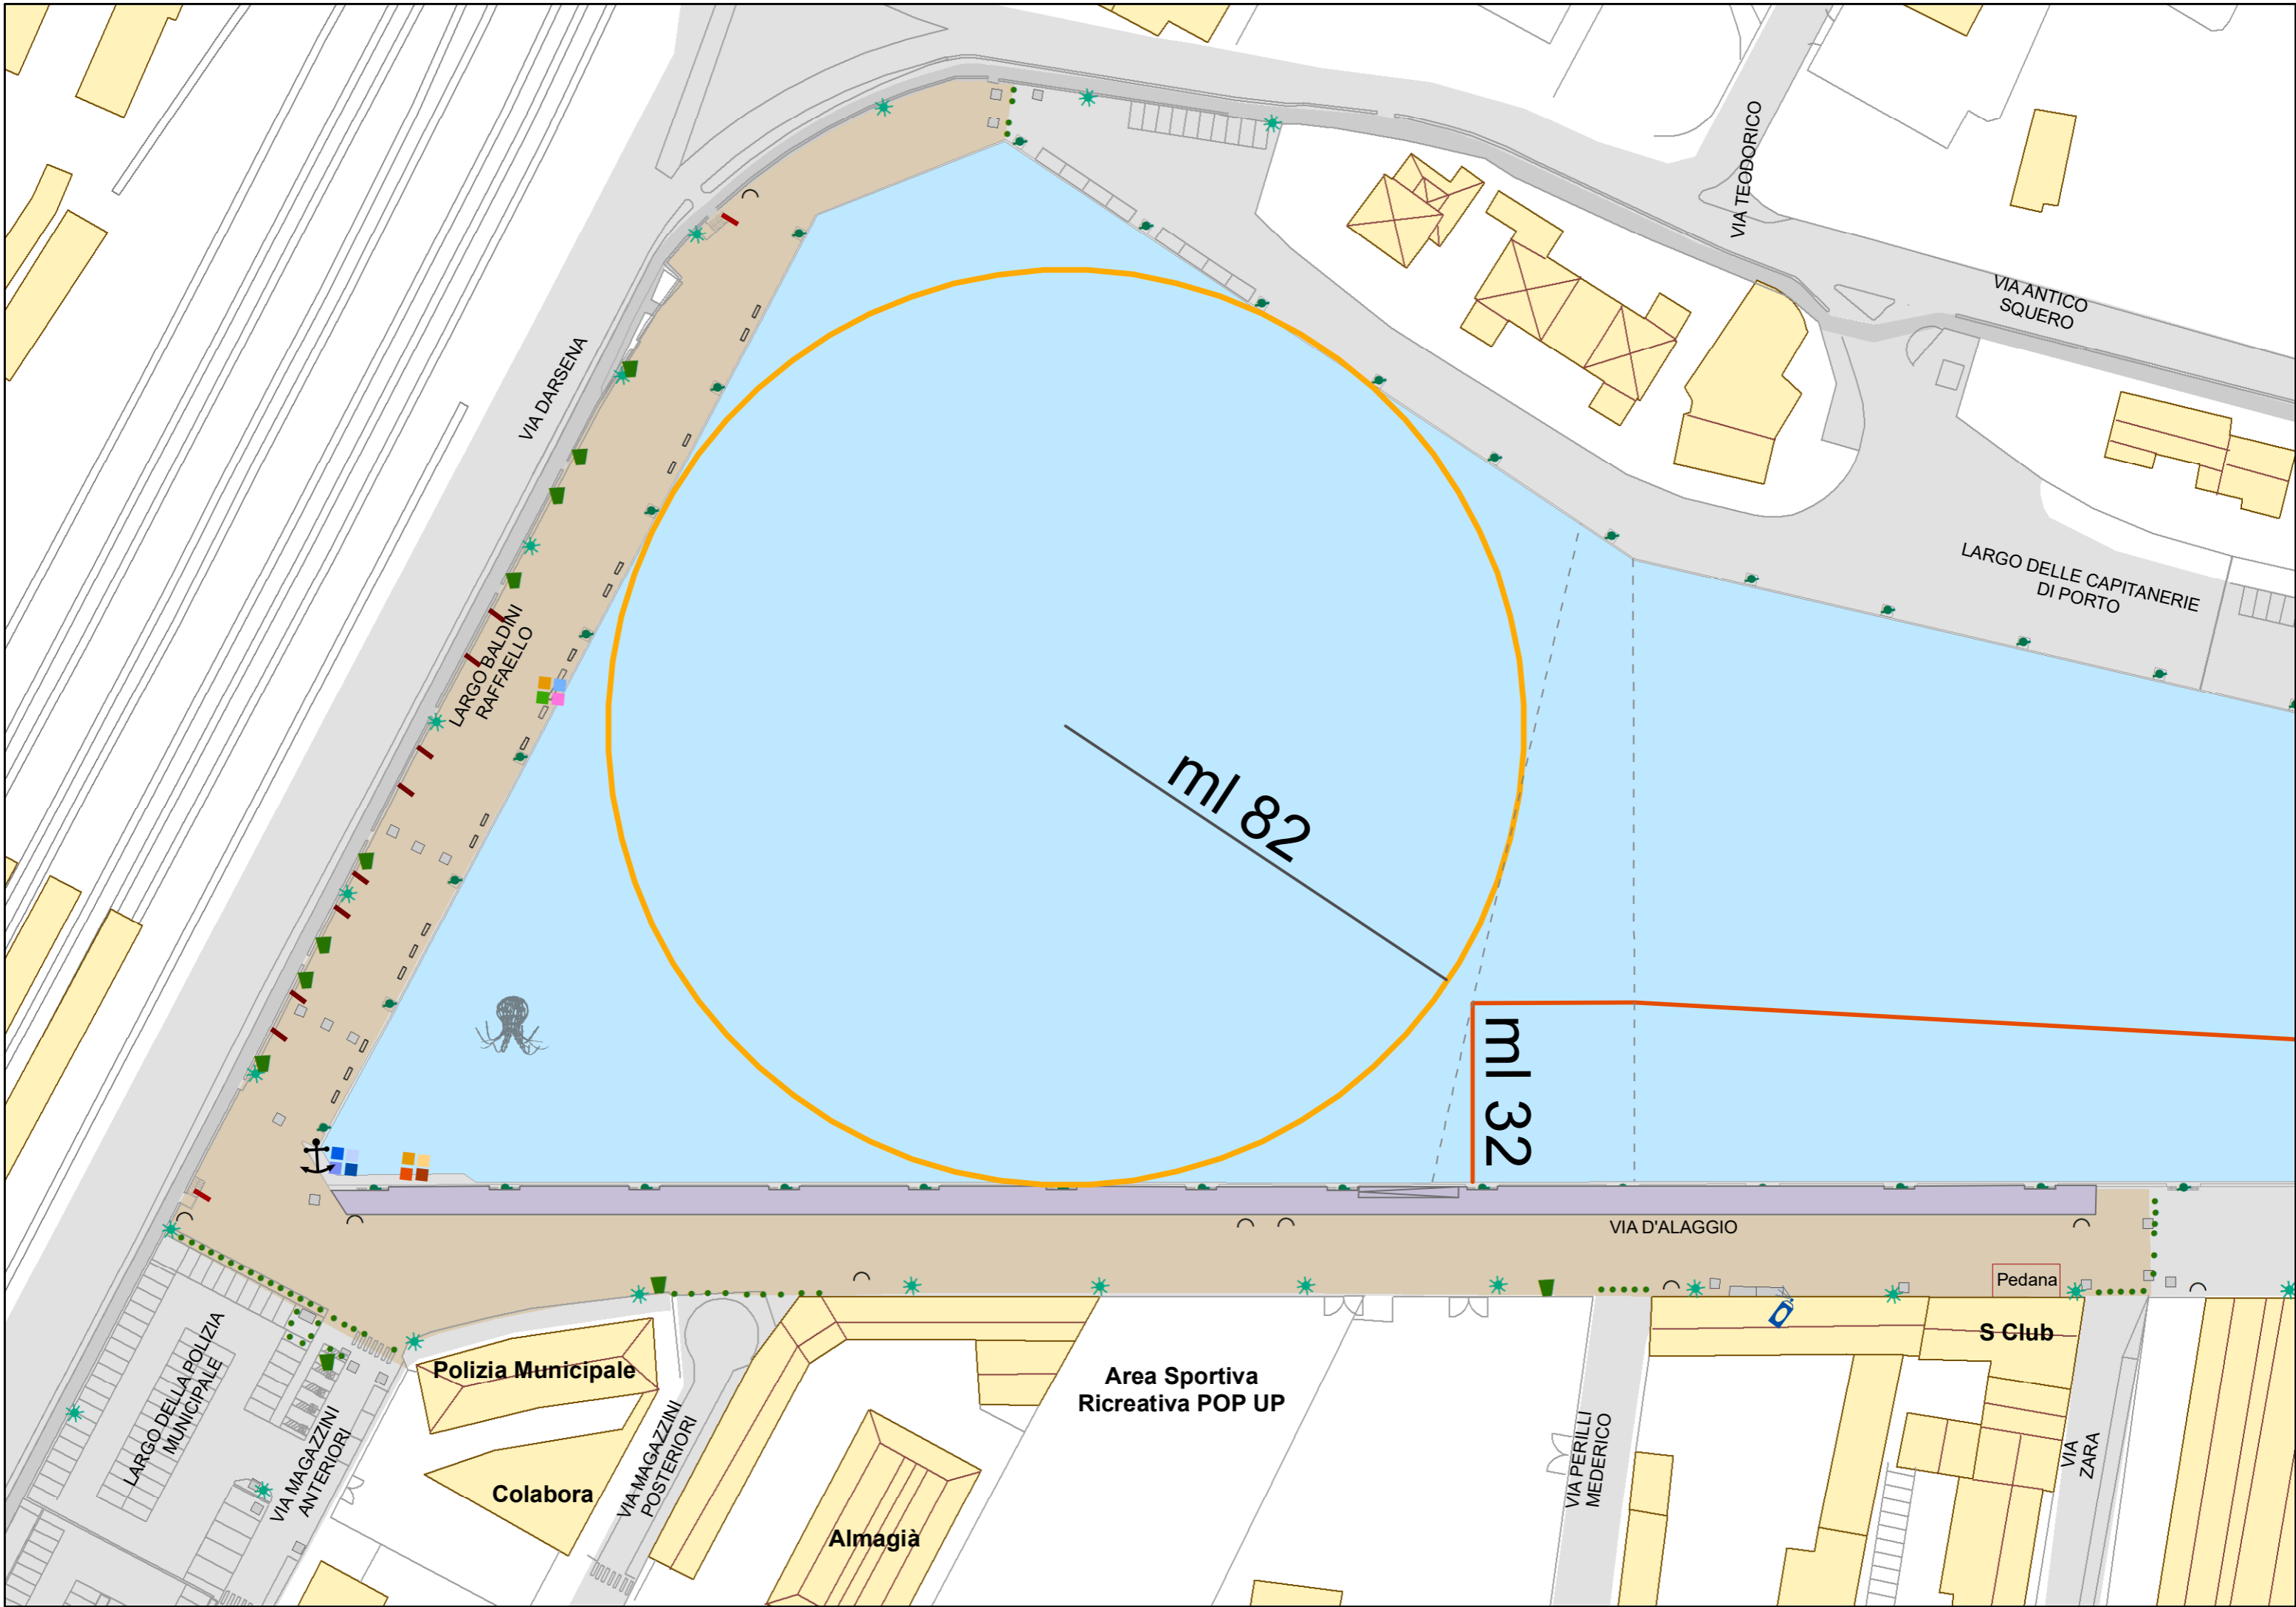 VIA TEODORICO
VIA ANTICO
SQUERO
VIA DARSENA
LARGO DELLE CAPITANERIE
DI PORTO
LARGO BALDINI
RAFFAELLO
ml 82
ml 32
VIA D'ALAGGIO
Pedana
S Club
Polizia Municipale
Area Sportiva
Ricreativa POP UP
LARGO DELLA POLIZIA
MUNICIPALE
VIA MAGAZZINI
ANTERIORI
Colabora
VIA MAGAZZINI
POSTERIORI
Almagià
VIA PERILLI
MEDERICO
VIA
ZARA